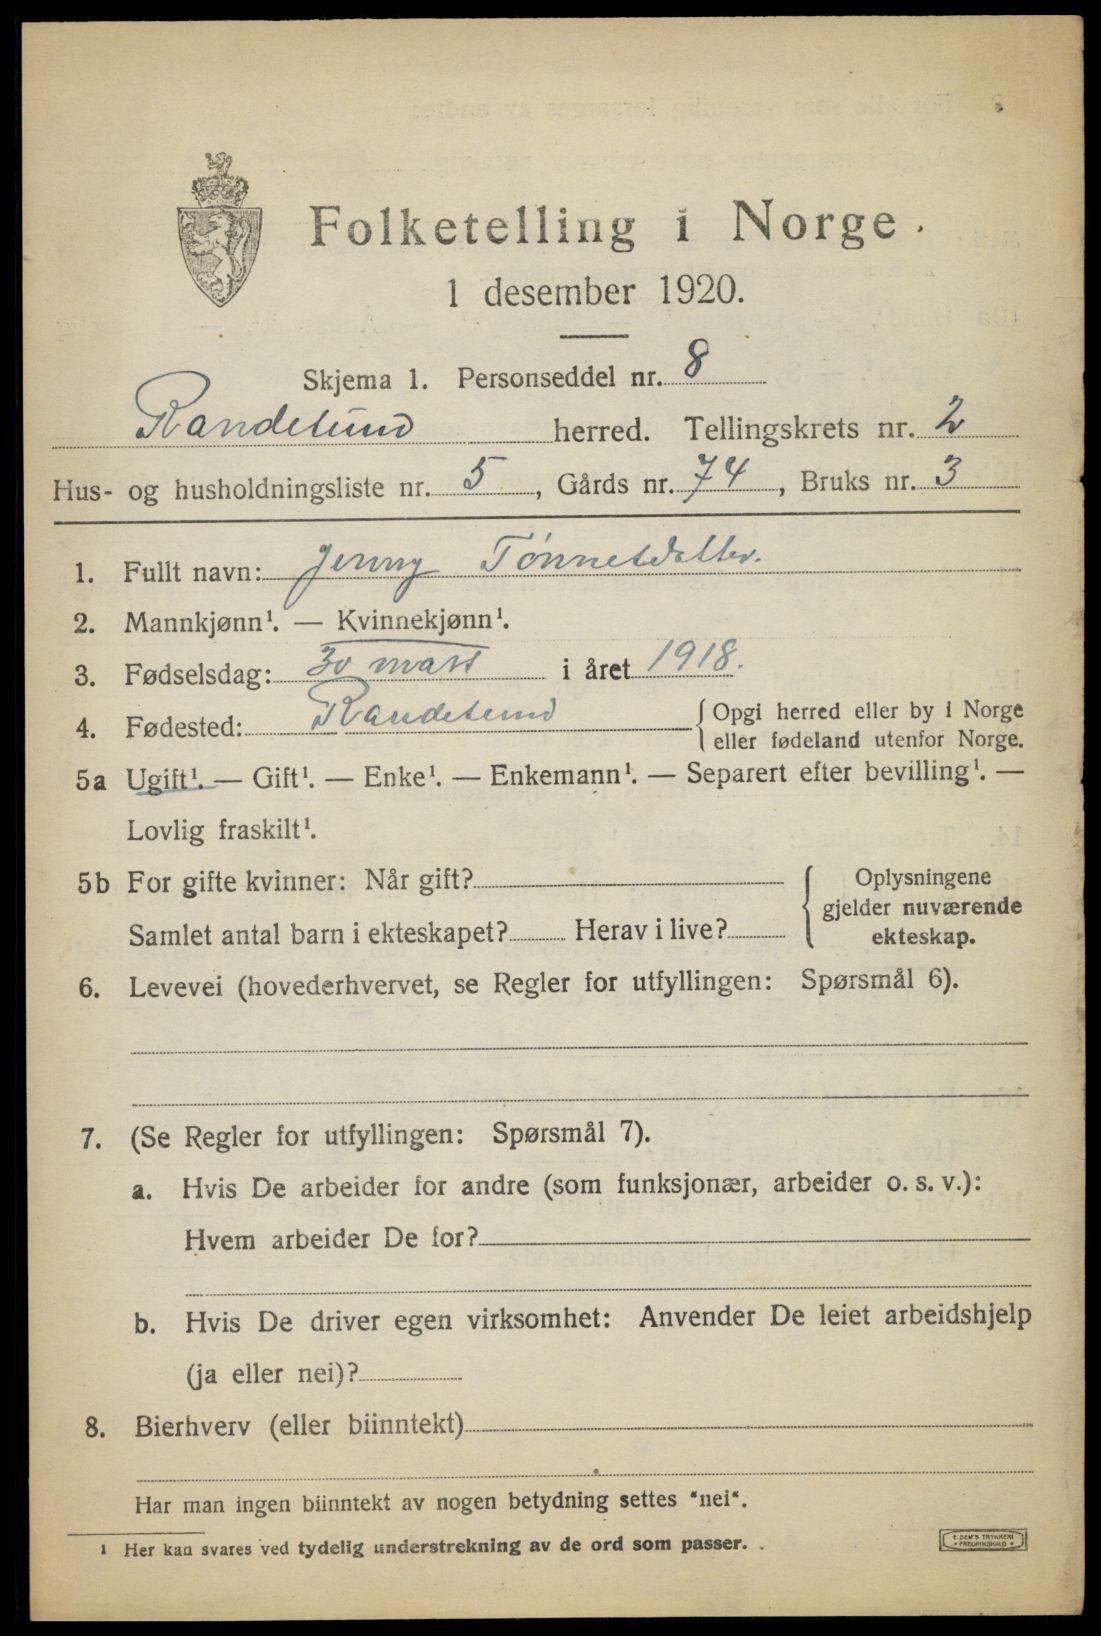 Folketelling i Norge
1 desember 1920.
Skjema 1. Personseddel nr. 8
Randesund herred. Tellingskrets nr. 2
Hus- og husholdningsliste nr. 5, Gårds nr. 74, Bruks nr. 3
1. Fullt navn: Jenny Tønnesdatter.
2. Mannkjønn¹. — Kvinnekjønn¹.
3. Fødselsdag: 30 mars i året 1918.
4. Fødested: Randesund { Opgi herred eller by i Norge
eller fødeland utenfor Norge.
5a Ugift¹. — Gift¹. — Enke¹. — Enkemann¹. — Separert efter bevilling¹. —
Lovlig fraskilt¹.
5b For gifte kvinner: Når gift? { Oplysningene
gjelder nuværende
Samlet antal barn i ekteskapet? Herav i live? ekteskap.
6. Levevei (hovederhvervet, se Regler for utfyllingen: Spørsmål 6).
7. (Se Regler for utfyllingen: Spørsmål 7).
a. Hvis De arbeider for andre (som funksjonær, arbeider o. s. v.):
Hvem arbeider De for?
b. Hvis De driver egen virksomhet: Anvender De leiet arbeidshjelp
(ja eller nei)?
8. Bierhverv (eller biinntekt)
Har man ingen biinntekt av nogen betydning settes "nei".
¹ Her kan svares ved tydelig understrekning av de ord som passer.
E. SEM'S TRYKKERI
FREDRIKSHALD